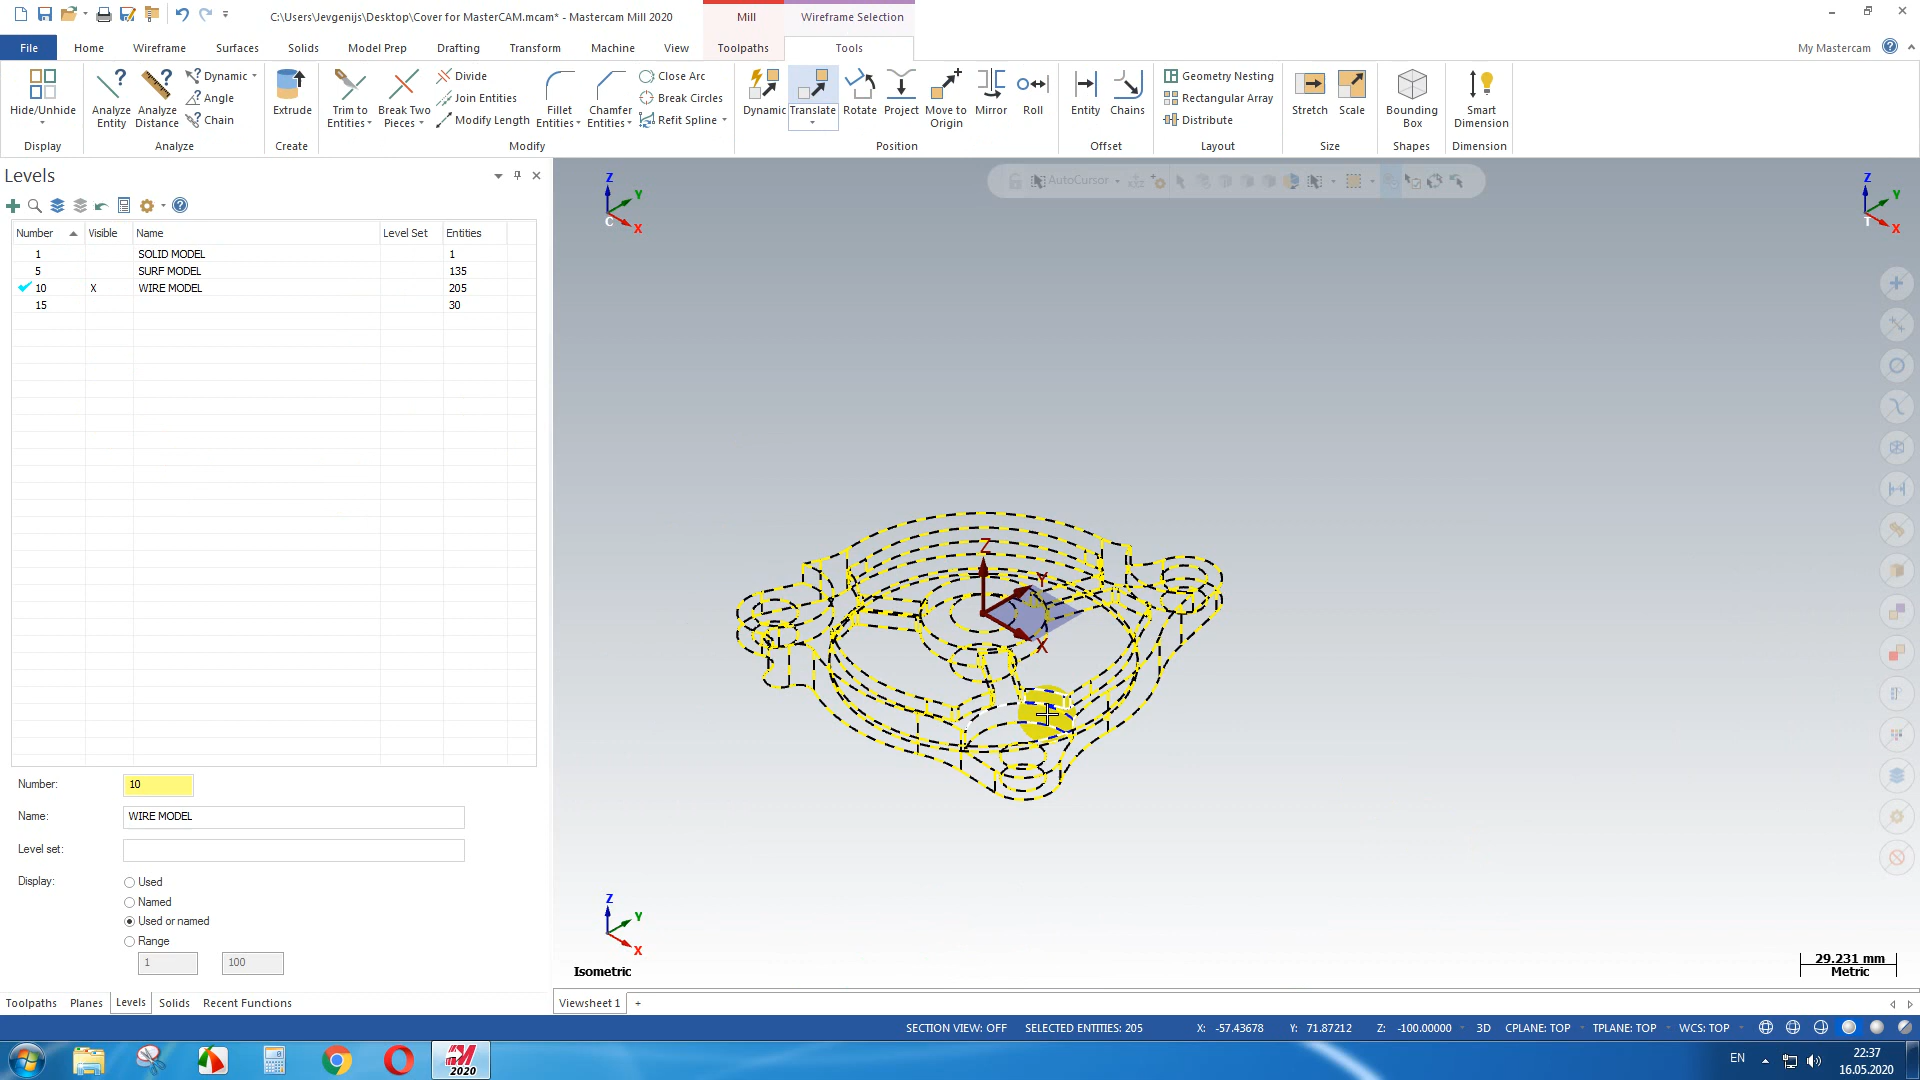 C:\Users\Jevgenijs\Desktop\Cover for MasterCAM.mcam* - Mastercam Mill 2020
Mill
Wireframe Selection
File
Home
Wireframe
Surfaces
Solids
Model Prep
Drafting
Transform
Machine
View
Toolpaths
Tools
My Mastercam
Hide/Unhide
Display
Analyze Entity
Analyze Distance
Dynamic
Angle
Chain
Analyze
Extrude
Create
Trim to Entities
Break Two Pieces
Divide
Join Entities
Modify Length
Fillet Entities
Chamfer Entities
Close Arc
Break Circles
Refit Spline
Modify
Dynamic
Translate
Rotate
Project
Move to Origin
Mirror
Roll
Position
Entity
Chains
Offset
Geometry Nesting
Rectangular Array
Distribute
Layout
Stretch
Scale
Size
Bounding Box
Shapes
Smart Dimension
Dimension
Levels
Number Visible Name Level Set Entities
1 SOLID MODEL 1
5 SURF MODEL 135
10 X WIRE MODEL 205
15 30
Number: 10
Name: WIRE MODEL
Level set:
Display:
Used
Named
Used or named
Range
1 100
Toolpaths Planes Levels Solids Recent Functions
AutoCursor
Z
Y
X
C
Z
Y
X
T
Z
Y
X
Z
Y
X
Isometric
29.231 mm
Metric
Viewsheet 1 +
SECTION VIEW: OFF SELECTED ENTITIES: 205 X: -57.43678 Y: 71.87212 Z: -100.00000 3D CPLANE: TOP TPLANE: TOP WCS: TOP
2020
EN
22:37
16.05.2020